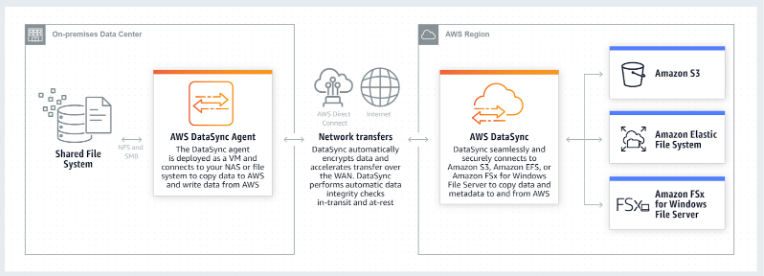 On-premises Data Center
Shared File
System
NFS and
SMB
AWS DataSync Agent
The DataSync agent
is deployed as a VM and
connects to your NAS or file
system to copy data to AWS
and write data from AWS
AWS Direct
Connect
Internet
Network transfers
DataSync automatically
encrypts data and
accelerates transfer over
the WAN. DataSync
performs automatic data
integrity checks
in-transit and at-rest
AWS Region
AWS DataSync
DataSync seamlessly and
securely connects to
Amazon S3, Amazon EFS, or
Amazon FSx for Windows
File Server to copy data and
metadata to and from AWS
Amazon S3
Amazon Elastic
File System
FSx
Amazon FSx
for Windows
File Server